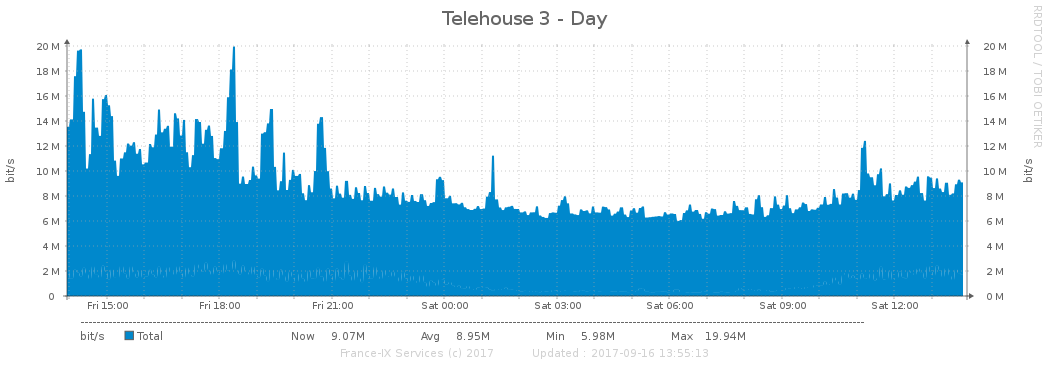 Telehouse 3 - Day
RRDTOOL / TOBI OETIKER
bit/s
20 M
18 M
16 M
14 M
12 M
10 M
8 M
6 M
4 M
2 M
0
20 M
18 M
16 M
14 M
12 M
10 M
8 M
6 M
4 M
2 M
0 M
bit/s
Fri 15:00 Fri 18:00 Fri 21:00 Sat 00:00 Sat 03:00 Sat 06:00 Sat 09:00 Sat 12:00
bit/s Total Now 9.07M Avg 8.95M Min 5.98M Max 19.94M
France-IX Services (c) 2017 Updated : 2017-09-16 13:55:13